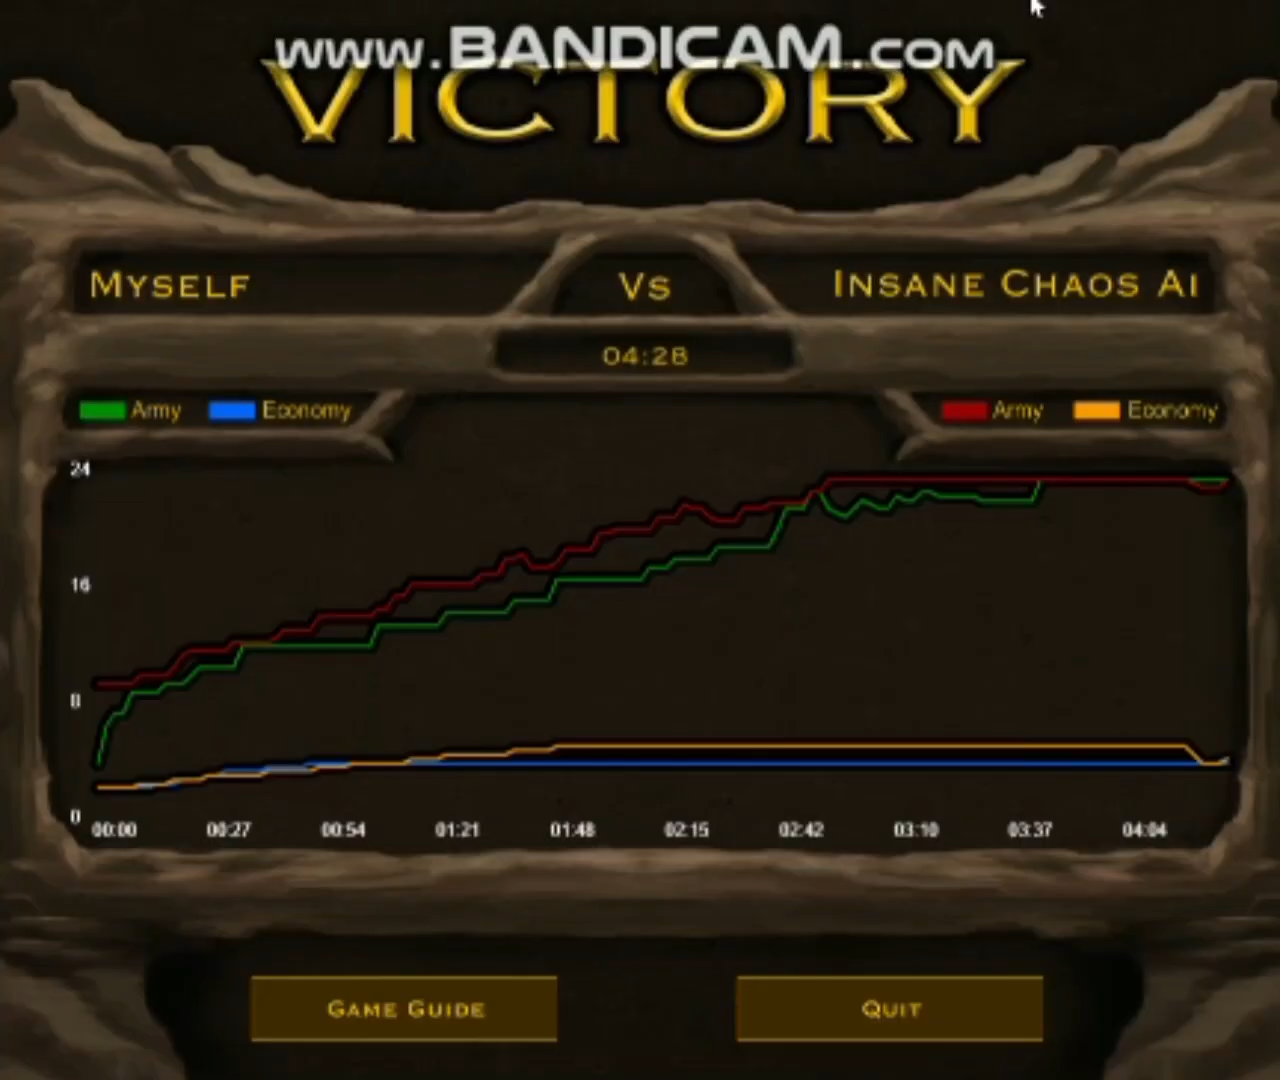 www.BANDICAM.com
VICTORY
MYSELF VS INSANE CHAOS AI
04:28
Army Economy Army Economy
24
16
8
0
00:00 00:27 00:54 01:21 01:48 02:15 02:42 03:10 03:37 04:04
GAME GUIDE QUIT